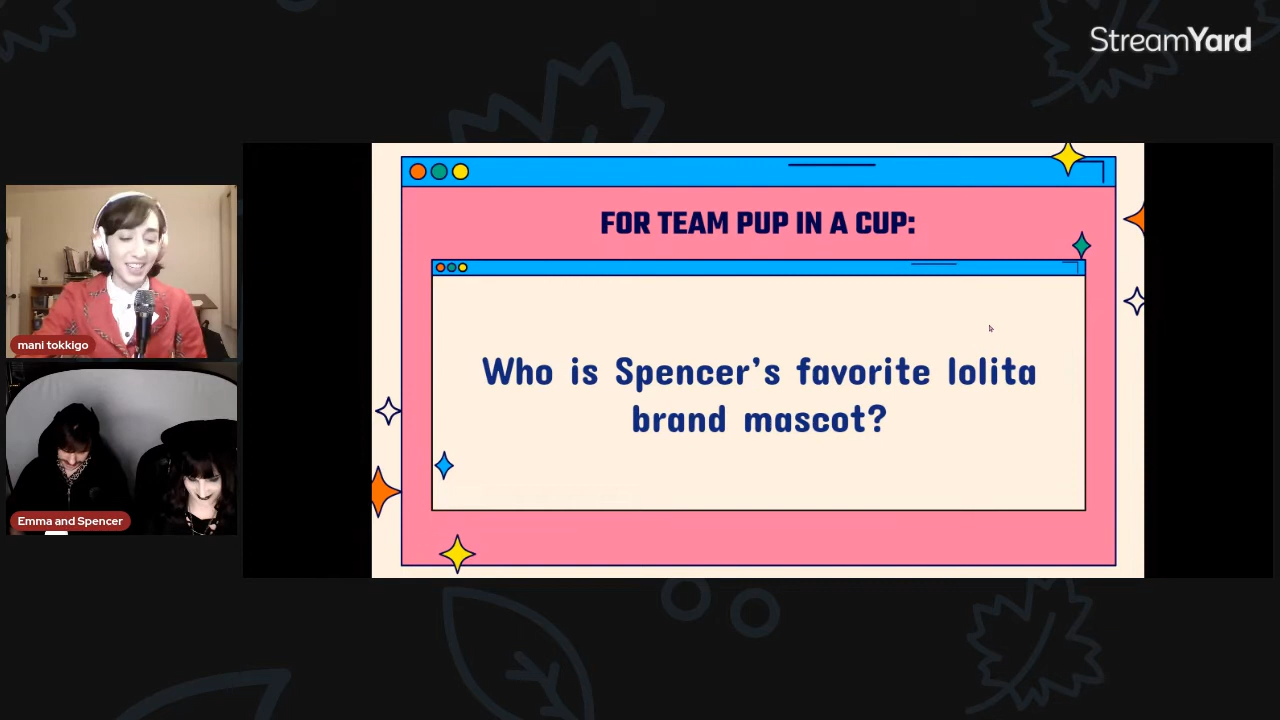 StreamYard
FOR TEAM PUP IN A CUP:
Who is Spencer's favorite lolita
brand mascot?
mani tokkigo
Emma and Spencer